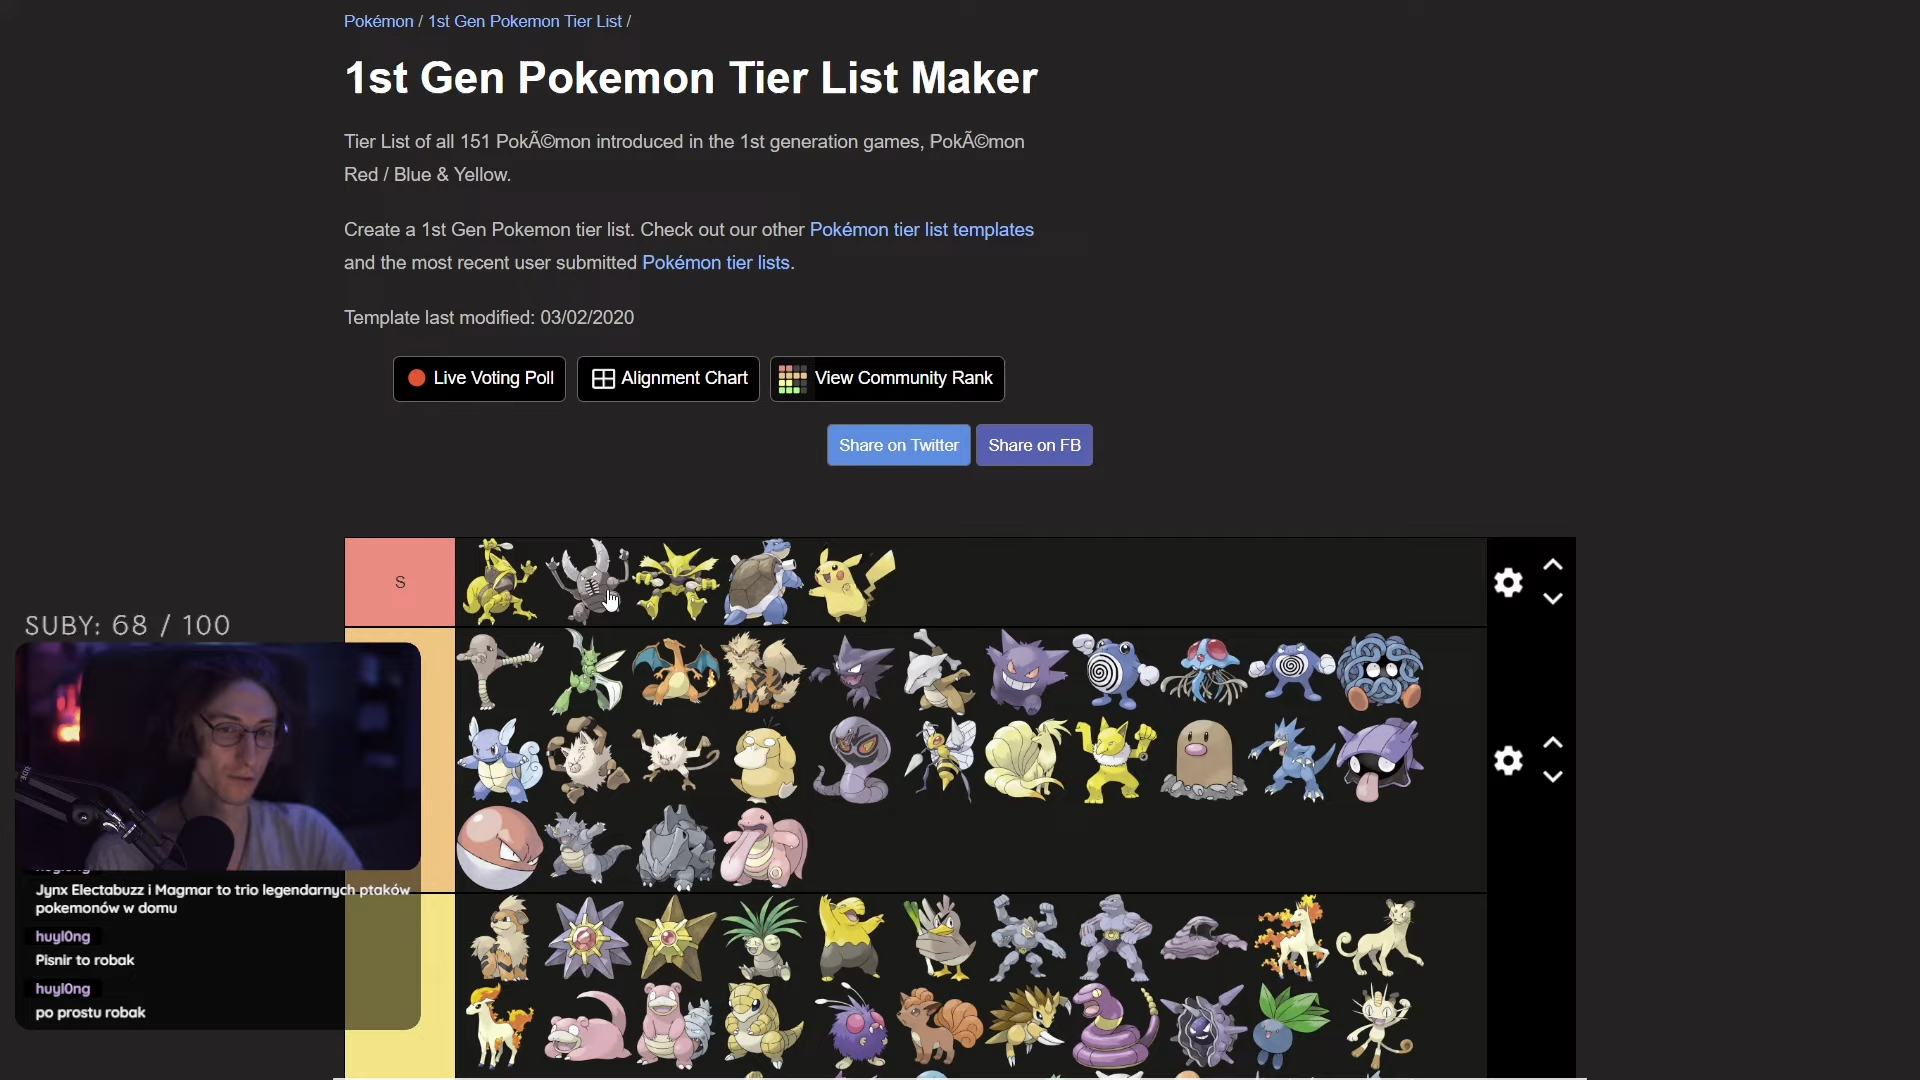 Pokémon / 1st Gen Pokemon Tier List /
1st Gen Pokemon Tier List Maker
Tier List of all 151 PokÃ©mon introduced in the 1st generation games, PokÃ©mon
Red / Blue & Yellow.
Create a 1st Gen Pokemon tier list. Check out our other Pokémon tier list templates
and the most recent user submitted Pokémon tier lists.
Template last modified: 03/02/2020
Live Voting Poll
Alignment Chart
View Community Rank
Share on Twitter
Share on FB
S
SUBY: 68 / 100
Jynx Electabuzz i Magmar to trio legendarnych ptaków
pokemonów w domu
huyl0ng
Pisnir to robak
huyl0ng
po prostu robak